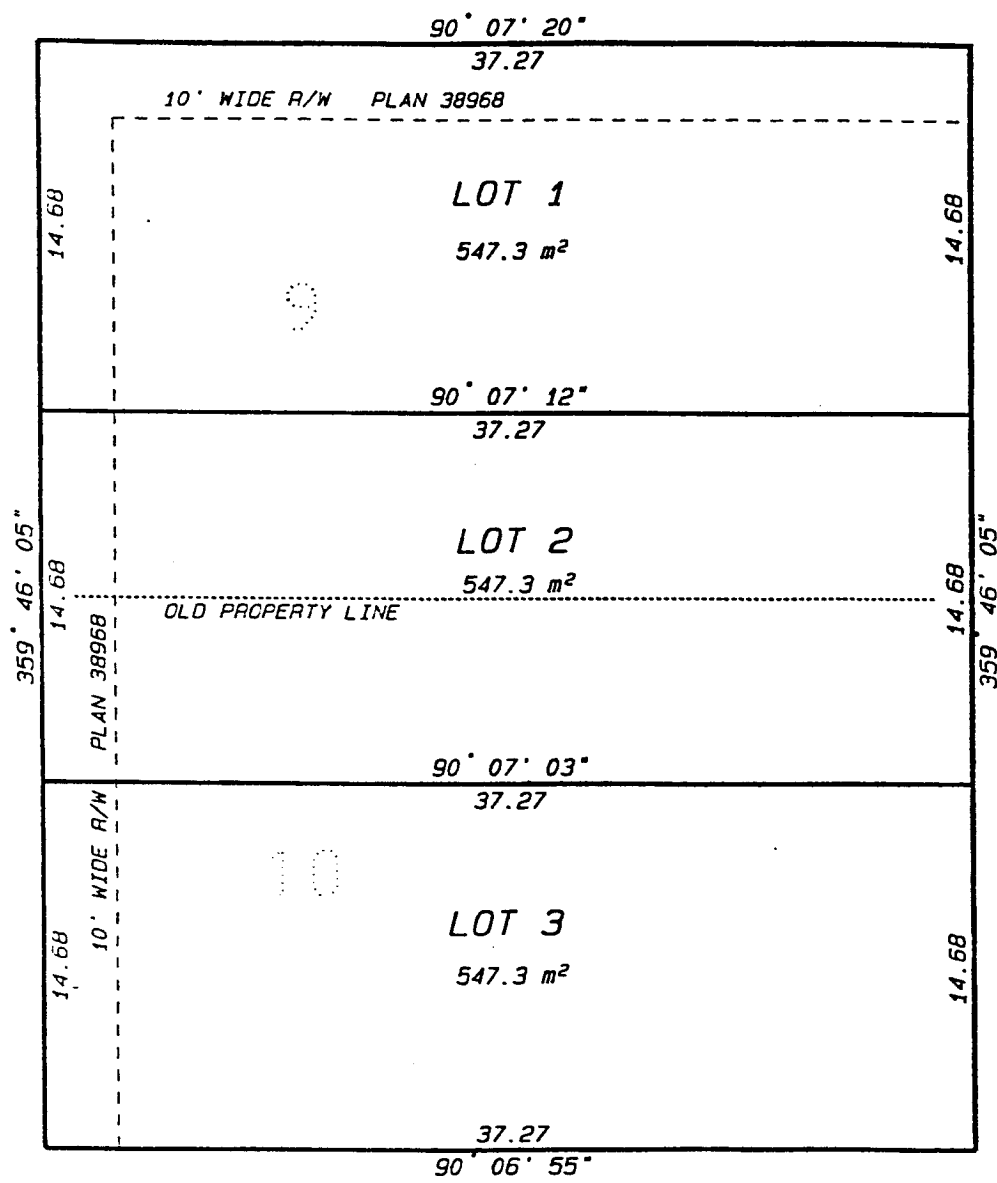 90° 07' 20"
37.27
10' WIDE R/W PLAN 38968
LOT 1
14.68
14.68
547.3 m²
9
90° 07' 12"
37.27
LOT 2
359° 46' 05"
14.68
547.3 m²
14.68
359° 46' 05"
OLD PROPERTY LINE
10' WIDE R/W PLAN 38968
90° 07' 03"
37.27
10
LOT 3
14.68
547.3 m²
14.68
37.27
90° 06' 55"